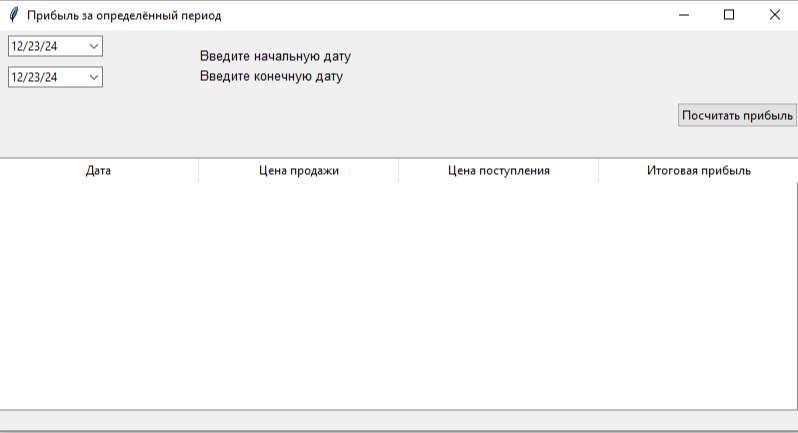 Прибыль за определённый период
12/23/24
Введите начальную дату
12/23/24
Введите конечную дату
Посчитать прибыль
Дата Цена продажи Цена поступления Итоговая прибыль